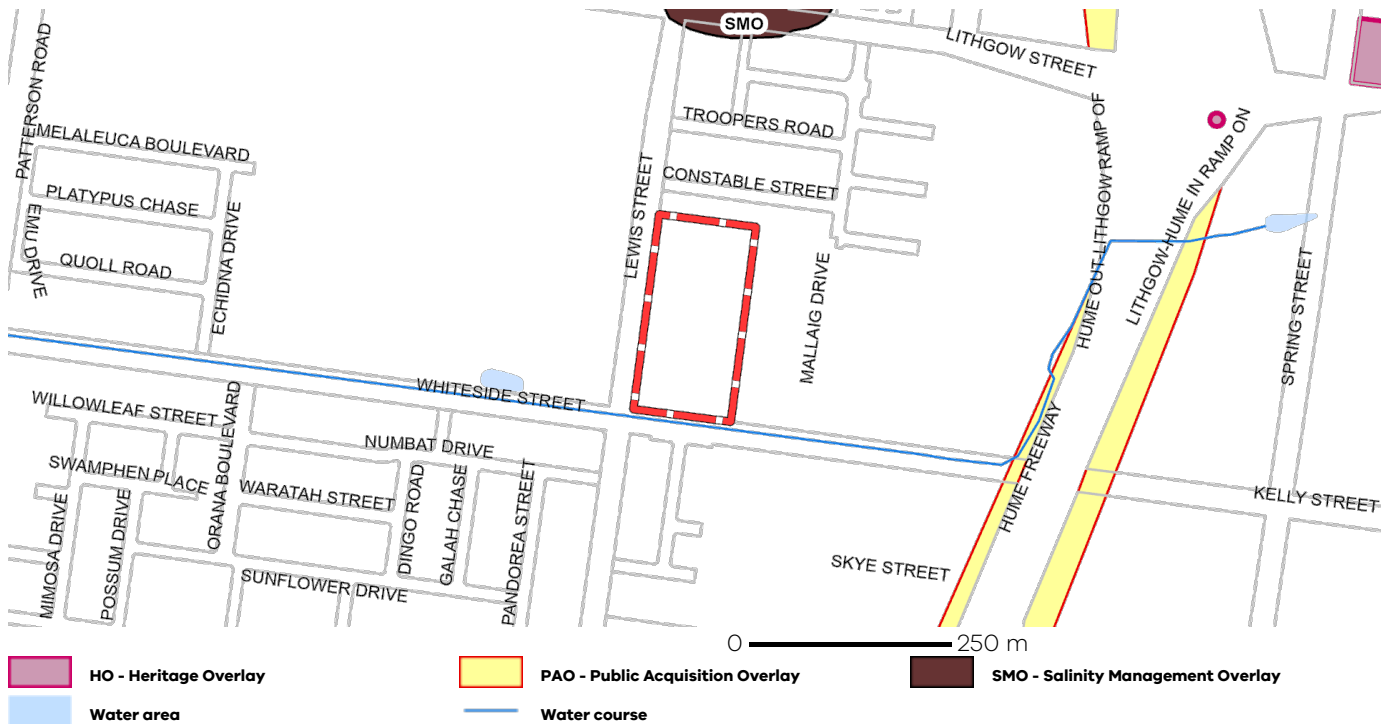 SMO
LITHGOW STREET
PATTERSON ROAD
MELALEUCA BOULEVARD
TROOPERS ROAD
HUME OUT-LITHGOW RAMP OF
LITHGOW-HUME IN RAMP ON
CONSTABLE STREET
LEWIS STREET
PLATYPUS CHASE
EMU DRIVE
ECHIDNA DRIVE
QUOLL ROAD
MALLAIG DRIVE
SPRING STREET
WHITESIDE STREET
WILLOWLEAF STREET
ORANA BOULEVARD
NUMBAT DRIVE
HUME FREEWAY
SWAMPHEN PLACE
WARATAH STREET
DINGO ROAD
GALAH CHASE
PANDOREA STREET
KELLY STREET
MIMOSA DRIVE
POSSUM DRIVE
SUNFLOWER DRIVE
SKYE STREET
0 250 m
HO - Heritage Overlay
PAO - Public Acquisition Overlay
SMO - Salinity Management Overlay
Water area
Water course